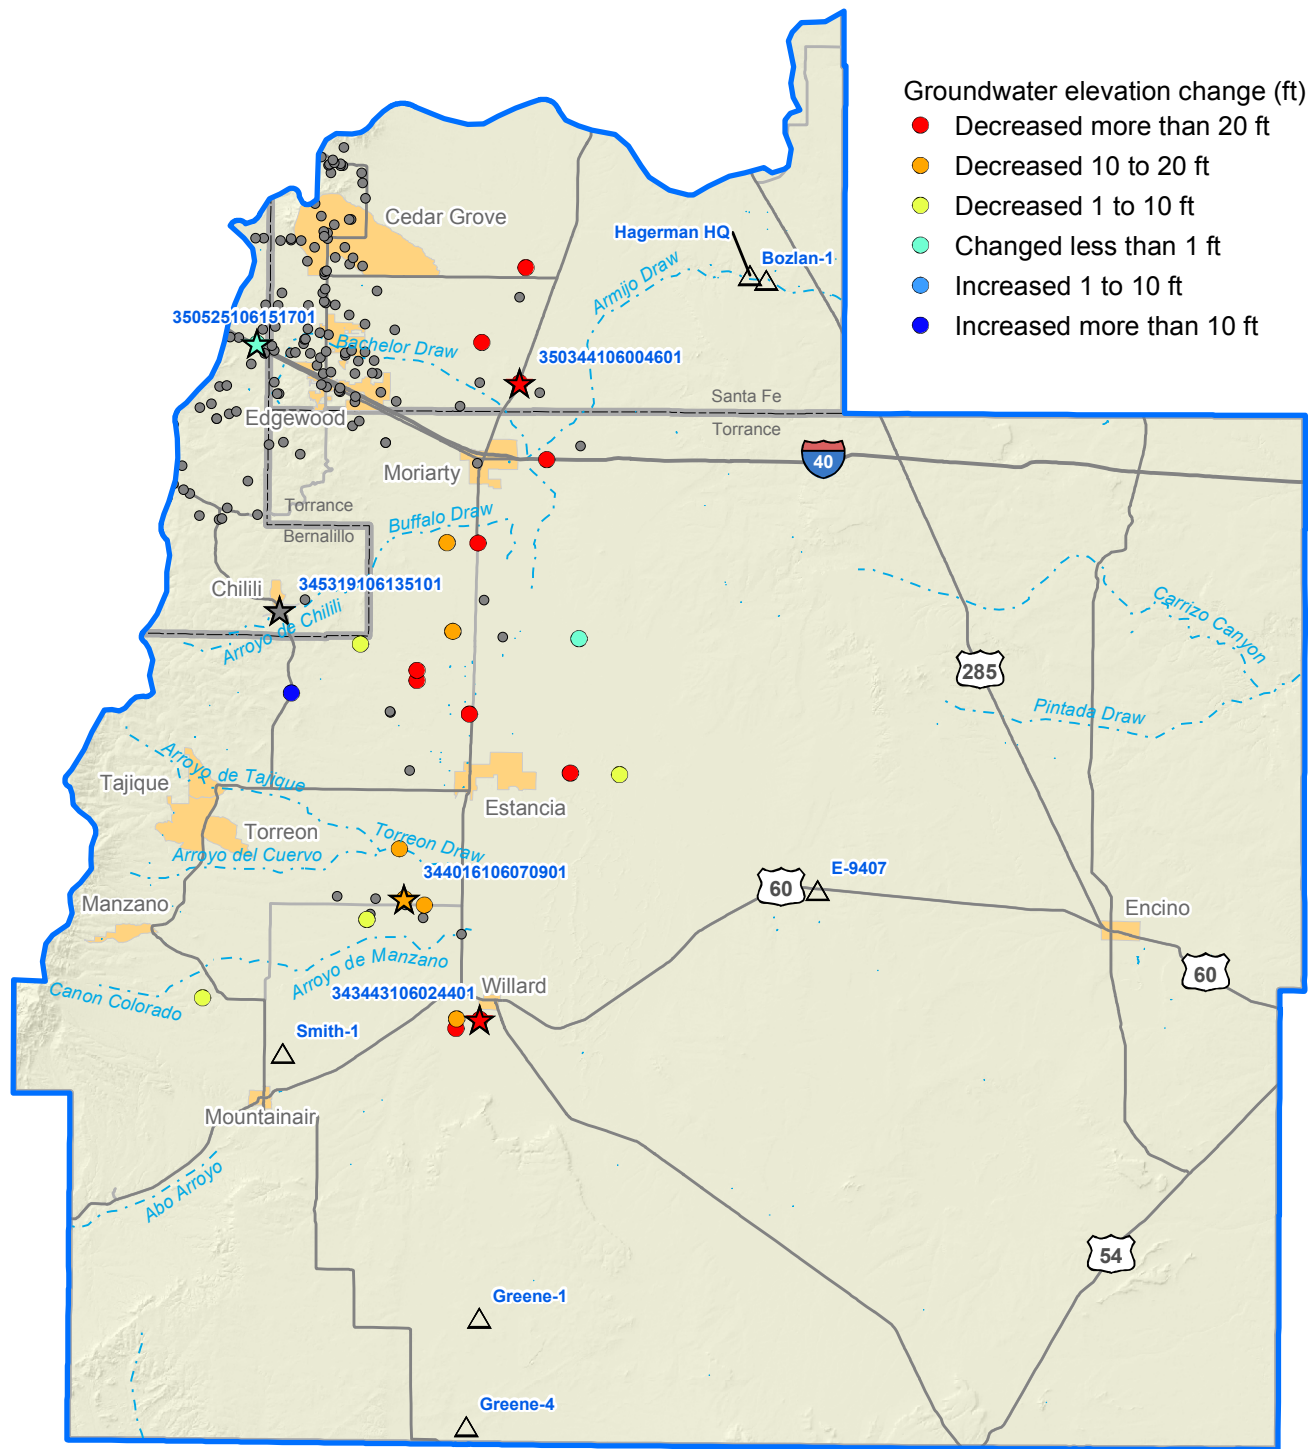 Groundwater elevation change (ft)
Decreased more than 20 ft
Decreased 10 to 20 ft
Decreased 1 to 10 ft
Changed less than 1 ft
Increased 1 to 10 ft
Increased more than 10 ft
Cedar Grove
Hagerman HQ
Bozlan-1
Armijo Draw
350525106151701
Bachelor Draw
350344106004601
Santa Fe
Edgewood
Torrance
40
Moriarty
Torrance
Buffalo Draw
Bernalillo
Chilili
345319106135101
Arroyo de Chilili
Carrizo Canyon
285
Pintada Draw
Arroyo de Tajique
Tajique
Estancia
Torreon
Torreon Draw
Arroyo del Cuervo
344016106070901
E-9407
60
Manzano
Encino
Arroyo de Manzano
60
Canon Colorado
343443106024401
Willard
Smith-1
Mountainair
Abo Arroyo
54
Greene-1
Greene-4